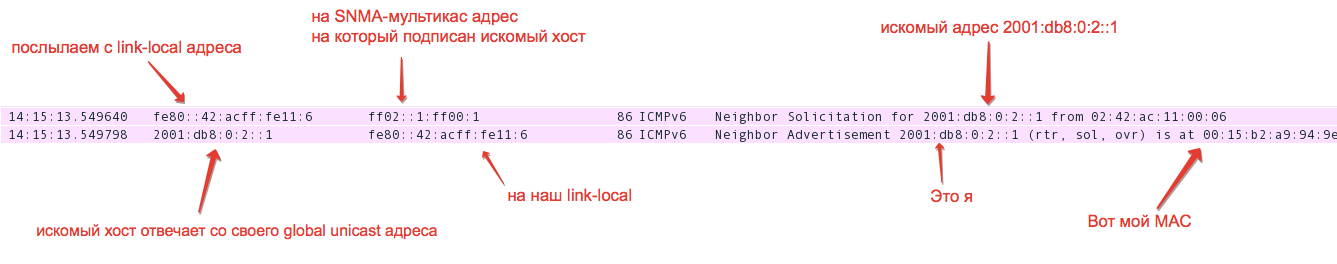 на SNMA-мультикас адрес
на который подписан искомый хост
искомый адрес 2001:db8:0:2::1
послылаем с link-local адреса
14:15:13.549640 fe80::42:acff:fe11:6 ff02::1:ff00:1 86 ICMPv6 Neighbor Solicitation for 2001:db8:0:2::1 from 02:42:ac:11:00:06
14:15:13.549798 2001:db8:0:2::1 fe80::42:acff:fe11:6 86 ICMPv6 Neighbor Advertisement 2001:db8:0:2::1 (rtr, sol, ovr) is at 00:15:b2:a9:94:9e
на наш link-local
Это я
Вот мой MAC
искомый хост отвечает со своего global unicast адреса